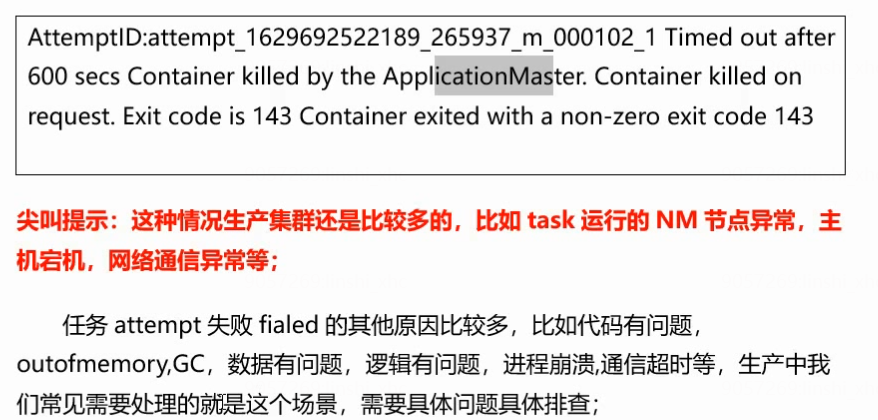 AttemptID:attempt_1629692522189_265937_m_000102_1 Timed out after
600 secs Container killed by the ApplicationMaster. Container killed on
request. Exit code is 143 Container exited with a non-zero exit code 143
尖叫提示：这种情况生产集群还是比较多的，比如 task 运行的 NM 节点异常，主
机宕机，网络通信异常等；
任务 attempt 失败 fialed 的其他原因比较多，比如代码有问题，
outofmemory,GC，数据有问题，逻辑有问题，进程崩溃,通信超时等，生产中我
们常见需要处理的就是这个场景，需要具体问题具体排查；